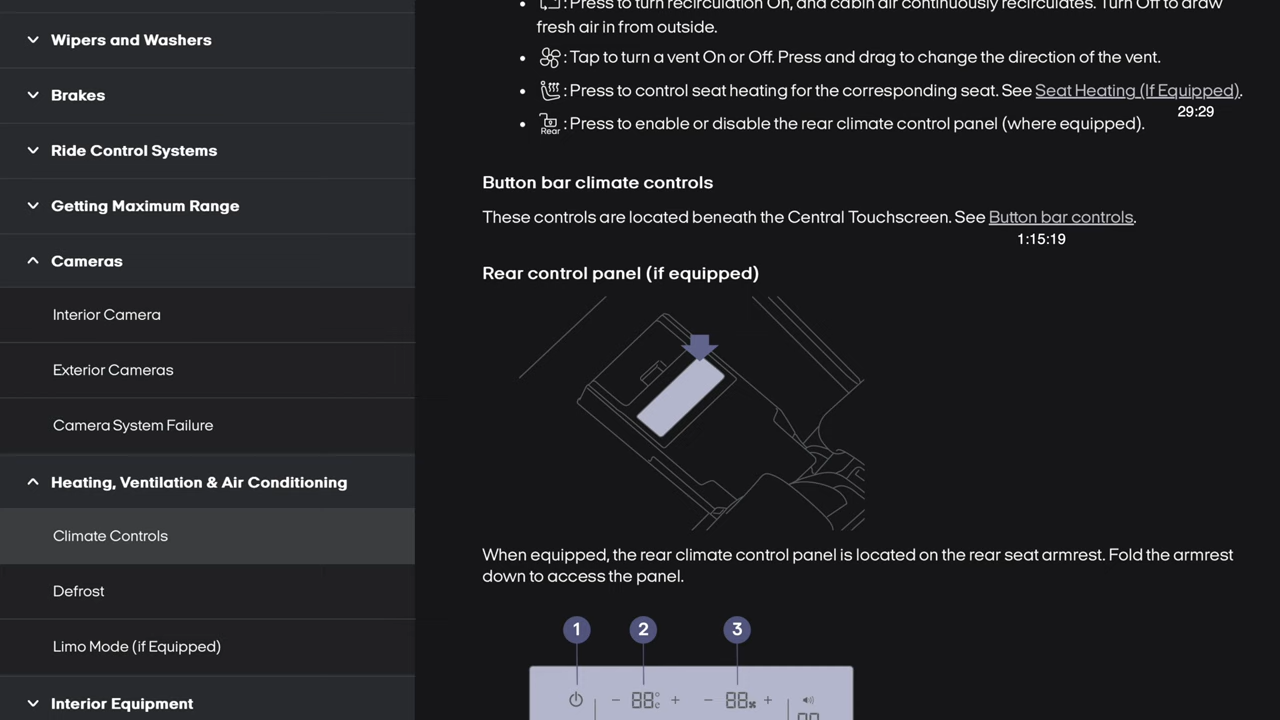 Wipers and Washers
Brakes
Ride Control Systems
Getting Maximum Range
Cameras
Interior Camera
Exterior Cameras
Camera System Failure
Heating, Ventilation & Air Conditioning
Climate Controls
Defrost
Limo Mode (if Equipped)
Interior Equipment
: Press to turn recirculation On, and cabin air continuously recirculates. Turn Off to draw
fresh air in from outside.
: Tap to turn a vent On or Off. Press and drag to change the direction of the vent.
: Press to control seat heating for the corresponding seat. See Seat Heating (If Equipped).
29:29
Rear : Press to enable or disable the rear climate control panel (where equipped).
Button bar climate controls
These controls are located beneath the Central Touchscreen. See Button bar controls.
1:15:19
Rear control panel (if equipped)
When equipped, the rear climate control panel is located on the rear seat armrest. Fold the armrest
down to access the panel.
1 2 3
− 88°c + − 88 +